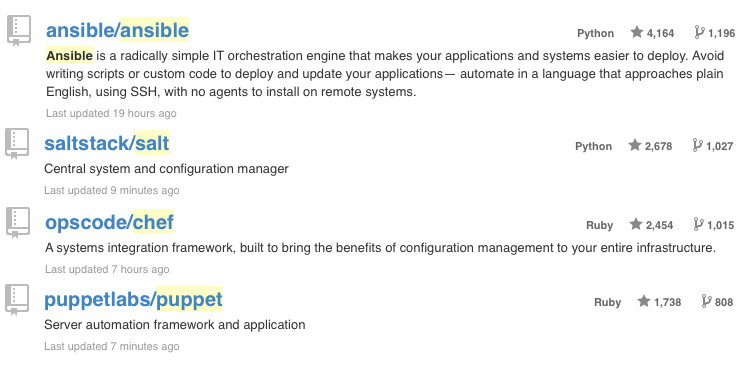 ansible/ansible Python 4,164 1,196
Ansible is a radically simple IT orchestration engine that makes your applications and systems easier to deploy. Avoid
writing scripts or custom code to deploy and update your applications— automate in a language that approaches plain
English, using SSH, with no agents to install on remote systems.
Last updated 19 hours ago
saltstack/salt Python 2,678 1,027
Central system and configuration manager
Last updated 9 minutes ago
opscode/chef Ruby 2,454 1,015
A systems integration framework, built to bring the benefits of configuration management to your entire infrastructure.
Last updated 7 hours ago
puppetlabs/puppet Ruby 1,738 808
Server automation framework and application
Last updated 7 minutes ago